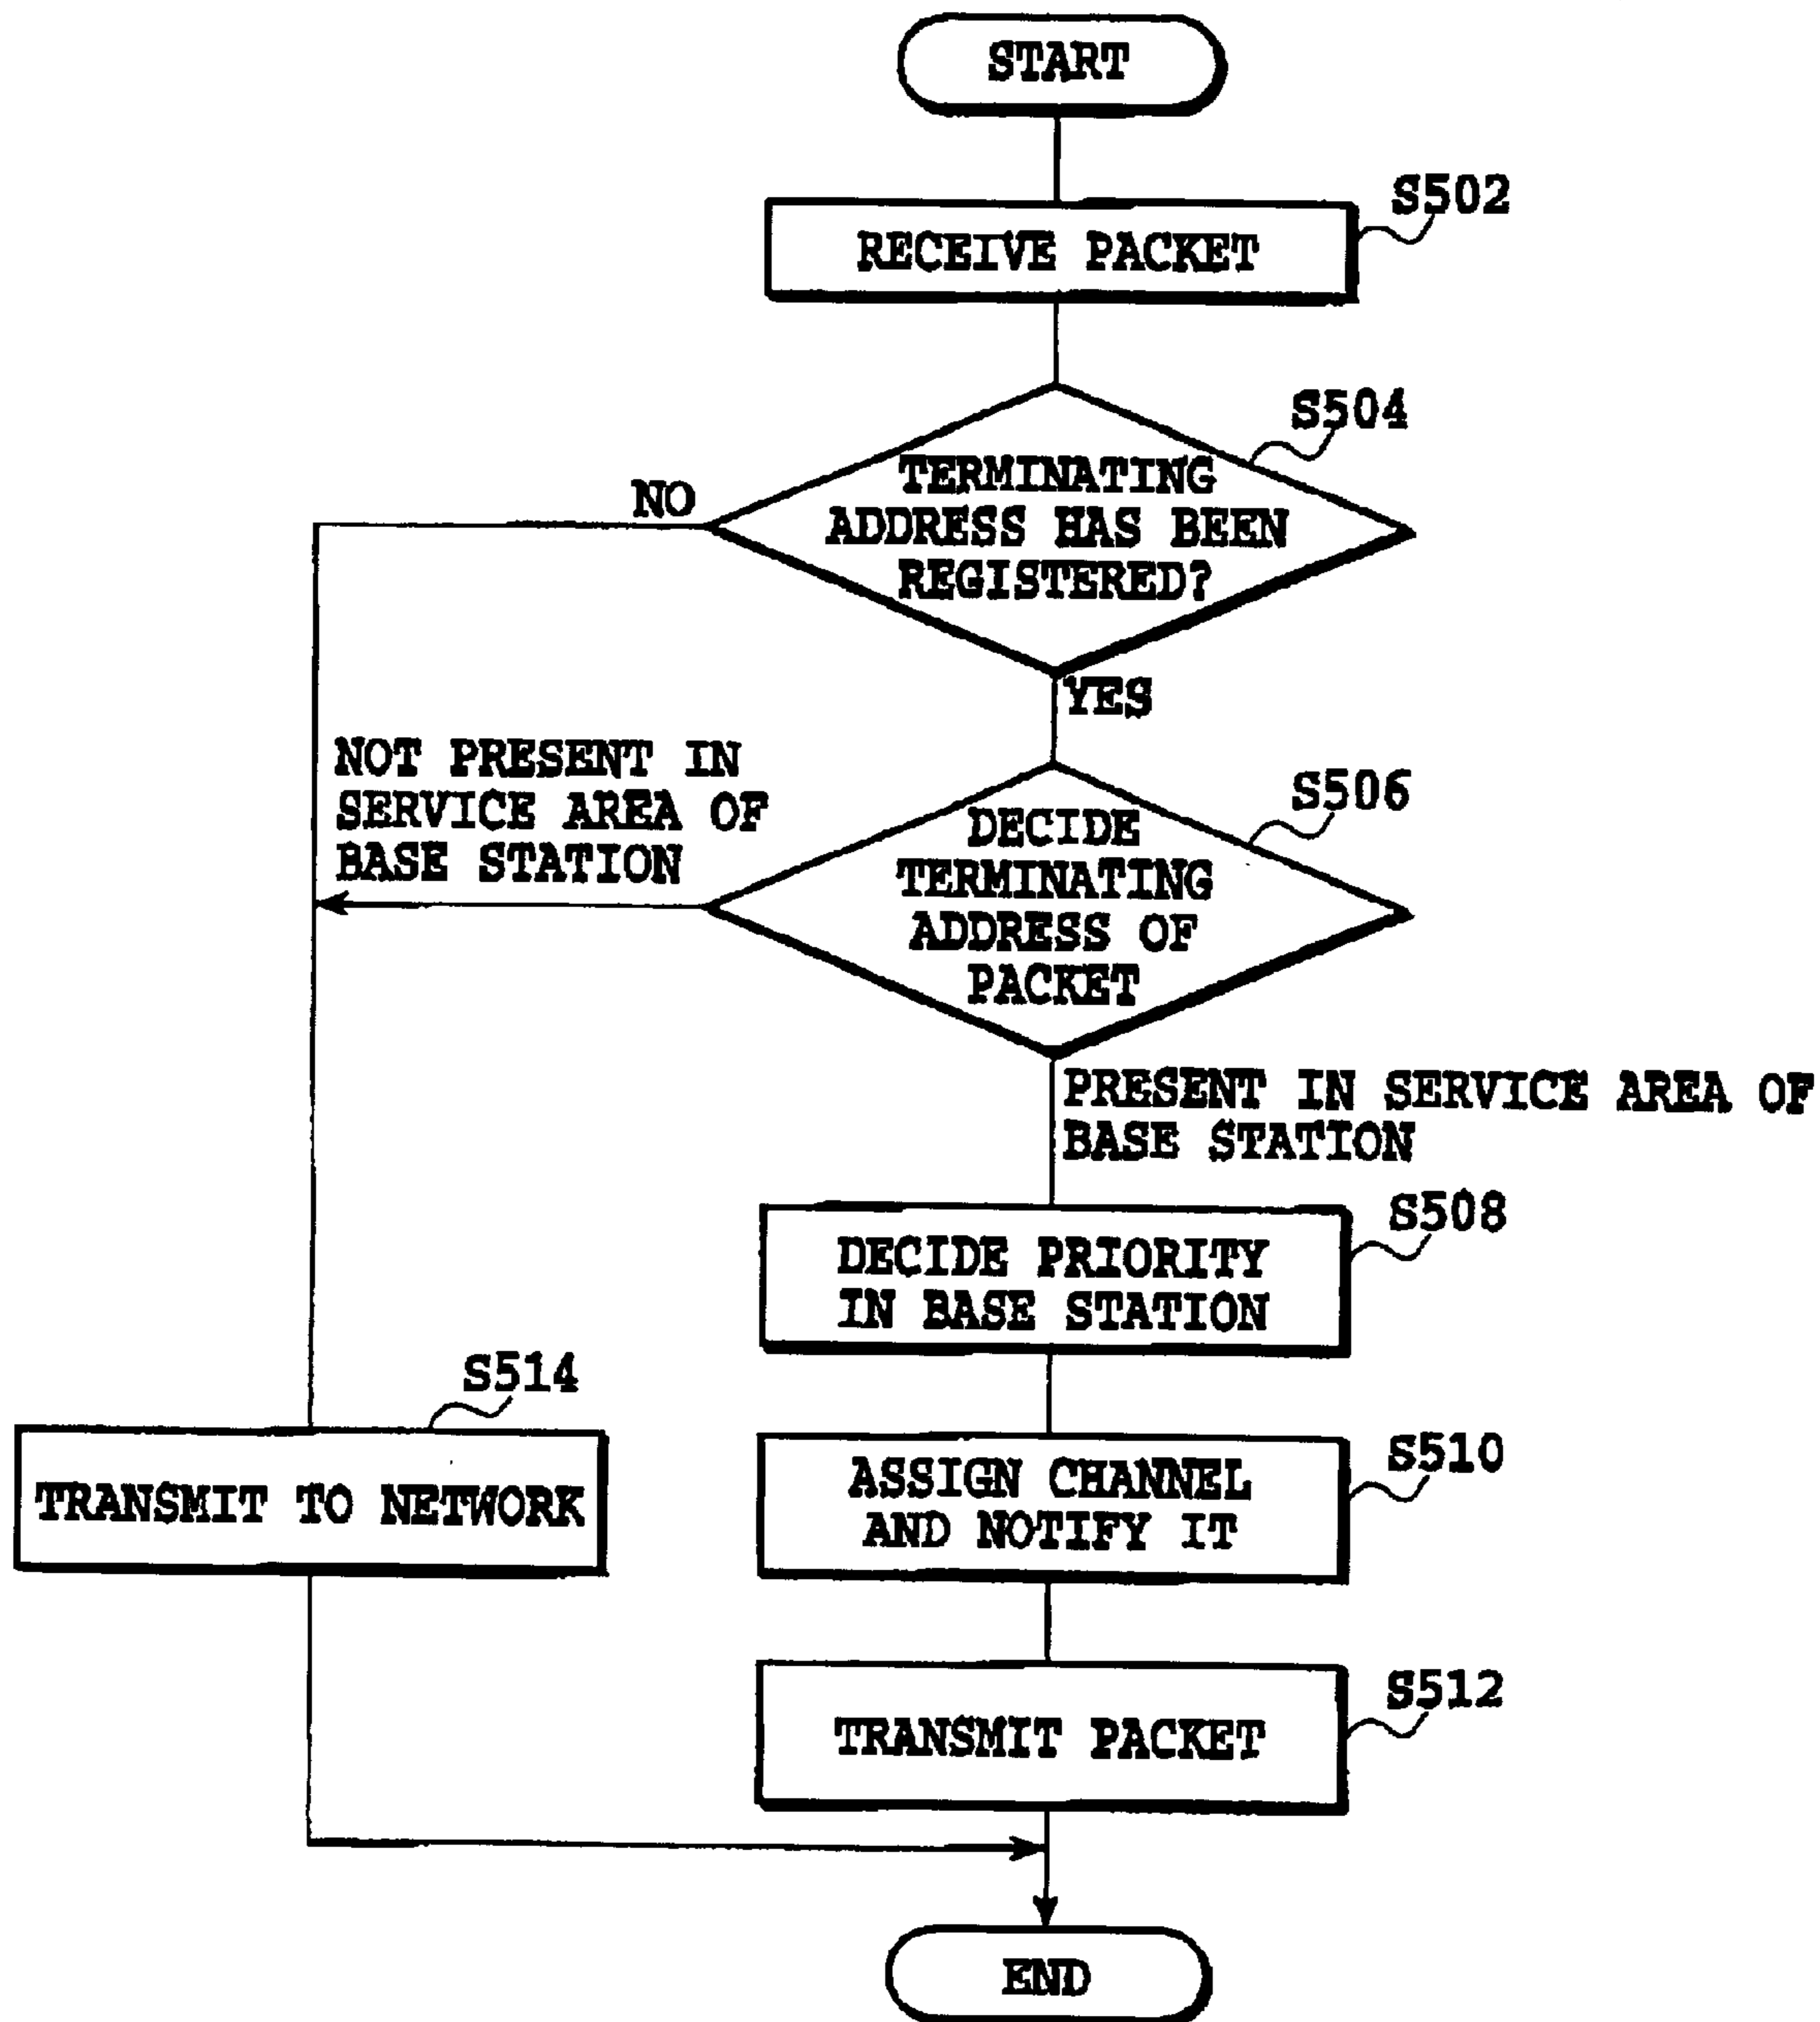 START
S502
RECEIVE PACKET
S504
TERMINATING
ADDRESS HAS BEEN
REGISTERED?
NO
YES
NOT PRESENT IN
SERVICE AREA OF
BASE STATION
S506
DECIDE
TERMINATING
ADDRESS OF
PACKET
PRESENT IN SERVICE AREA OF
BASE STATION
S508
DECIDE PRIORITY
IN BASE STATION
S514
TRANSMIT TO NETWORK
S510
ASSIGN CHANNEL
AND NOTIFY IT
S512
TRANSMIT PACKET
END